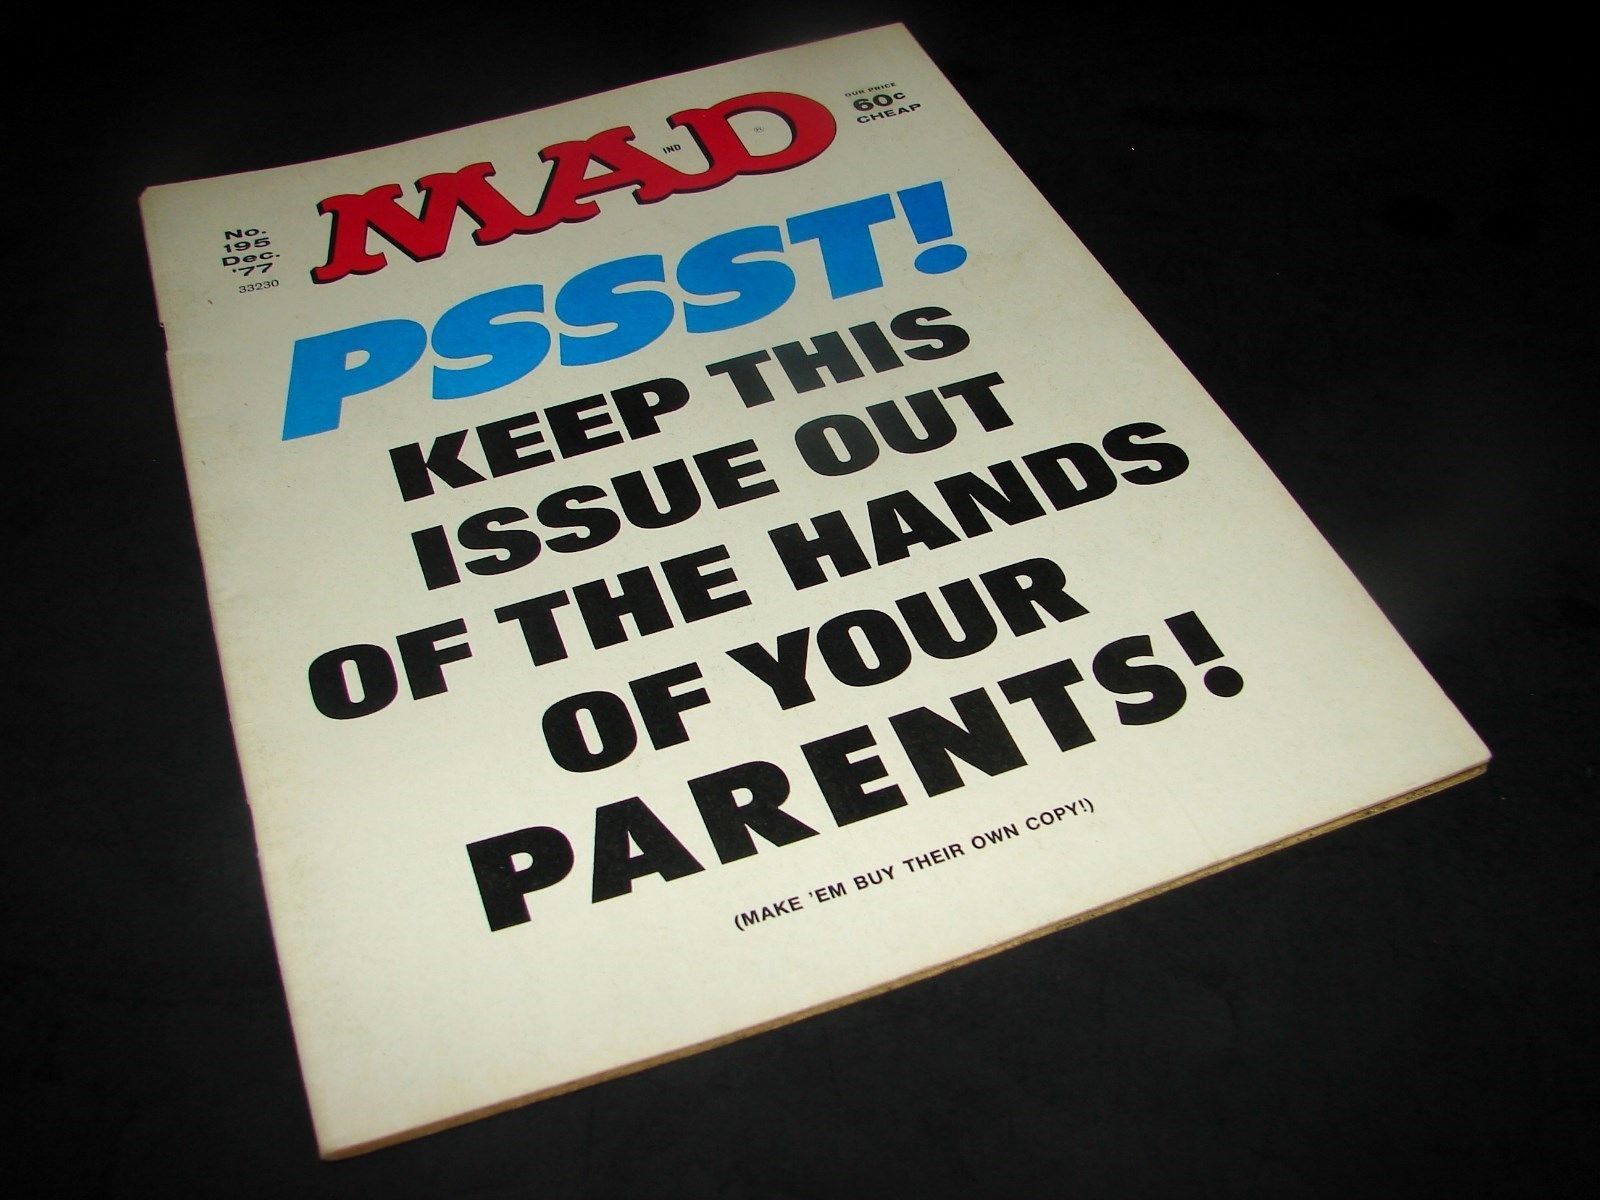 OUR PRICE
60c
CHEAP
MAD
IND
®
No.
195
Dec.
'77
33230
PSSST!
KEEP THIS
ISSUE OUT
OF THE HANDS
OF YOUR
PARENTS!
(MAKE 'EM BUY THEIR OWN COPY!)